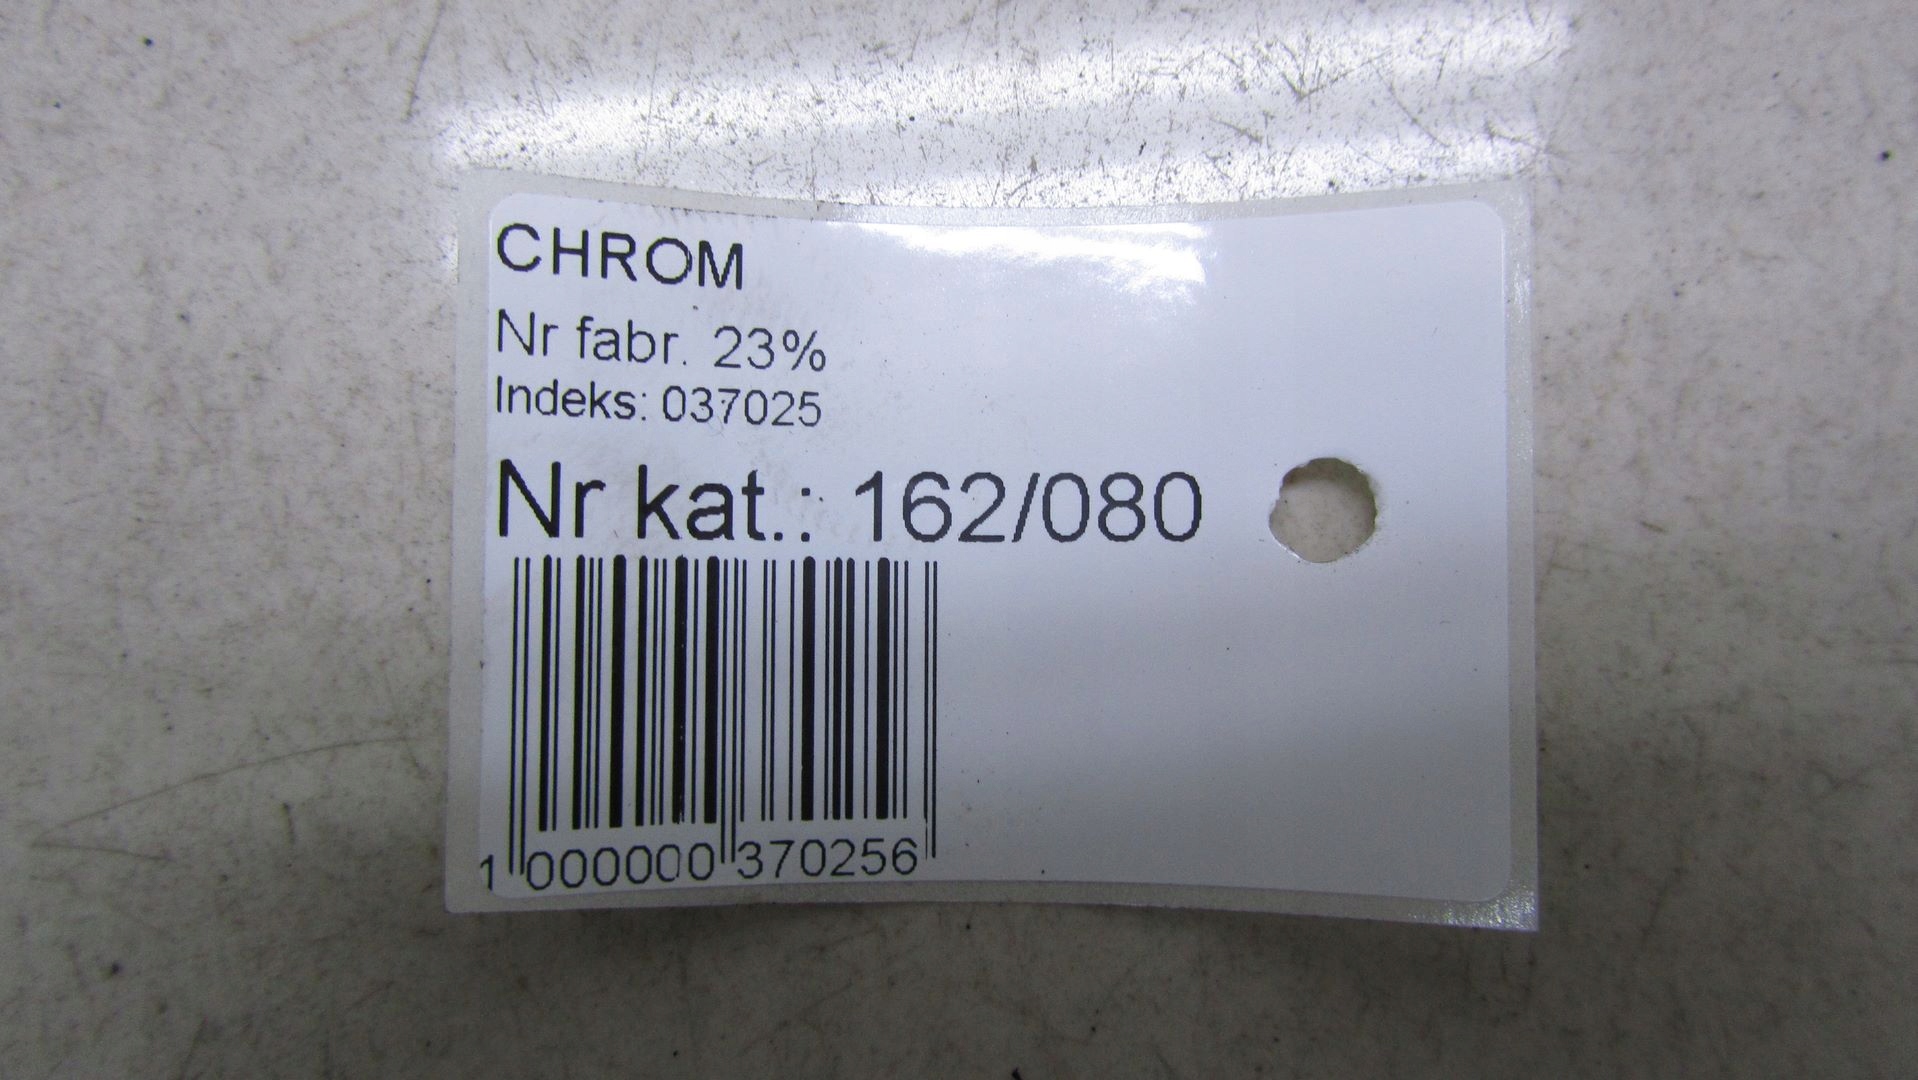 CHROM
Nr fabr. 23%
Indeks: 037025
Nr kat.: 162/080
1 000000 370256